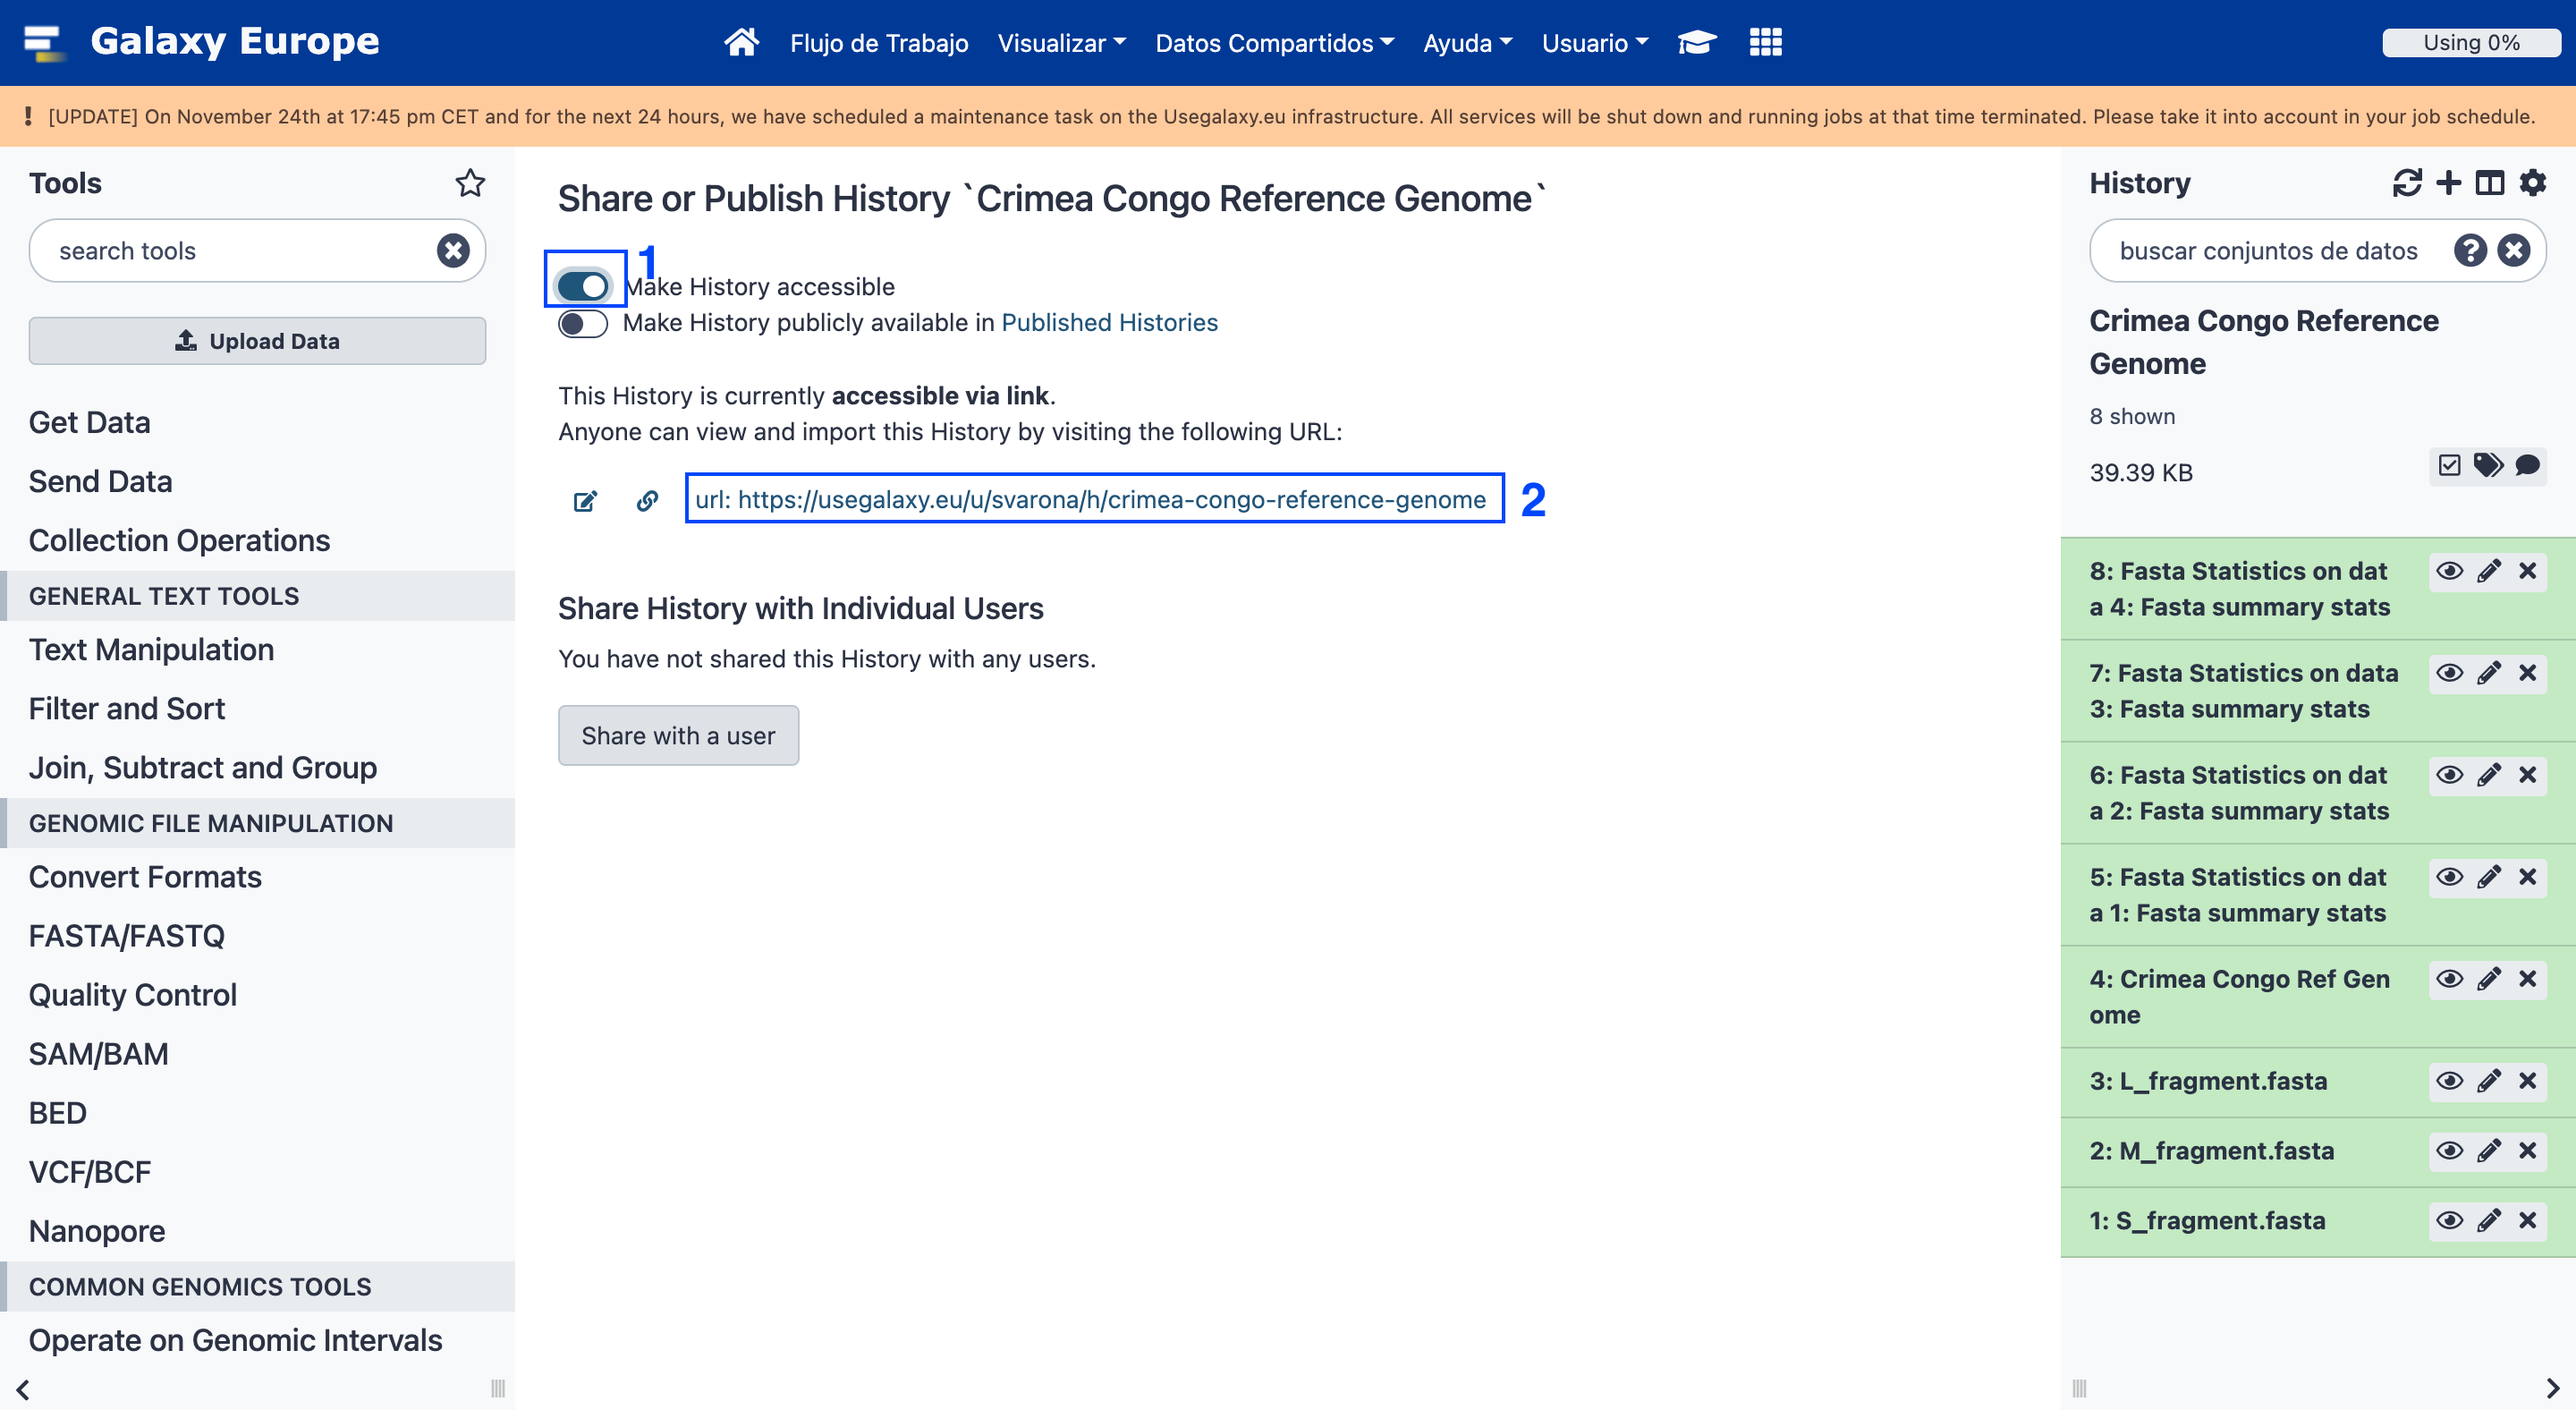 Galaxy Europe
Flujo de Trabajo
Visualizar
Datos Compartidos
Ayuda
Usuario
Using 0%
[UPDATE] On November 24th at 17:45 pm CET and for the next 24 hours, we have scheduled a maintenance task on the Usegalaxy.eu infrastructure. All services will be shut down and running jobs at that time terminated. Please take it into account in your job schedule.
Tools
search tools
Upload Data
Get Data
Send Data
Collection Operations
GENERAL TEXT TOOLS
Text Manipulation
Filter and Sort
Join, Subtract and Group
GENOMIC FILE MANIPULATION
Convert Formats
FASTA/FASTQ
Quality Control
SAM/BAM
BED
VCF/BCF
Nanopore
COMMON GENOMICS TOOLS
Operate on Genomic Intervals
Share or Publish History `Crimea Congo Reference Genome`
1
Make History accessible
Make History publicly available in Published Histories
This History is currently accessible via link.
Anyone can view and import this History by visiting the following URL:
url: https://usegalaxy.eu/u/svarona/h/crimea-congo-reference-genome
2
Share History with Individual Users
You have not shared this History with any users.
Share with a user
History
buscar conjuntos de datos
Crimea Congo Reference
Genome
8 shown
39.39 KB
8: Fasta Statistics on dat
a 4: Fasta summary stats
7: Fasta Statistics on data
3: Fasta summary stats
6: Fasta Statistics on dat
a 2: Fasta summary stats
5: Fasta Statistics on dat
a 1: Fasta summary stats
4: Crimea Congo Ref Gen
ome
3: L_fragment.fasta
2: M_fragment.fasta
1: S_fragment.fasta